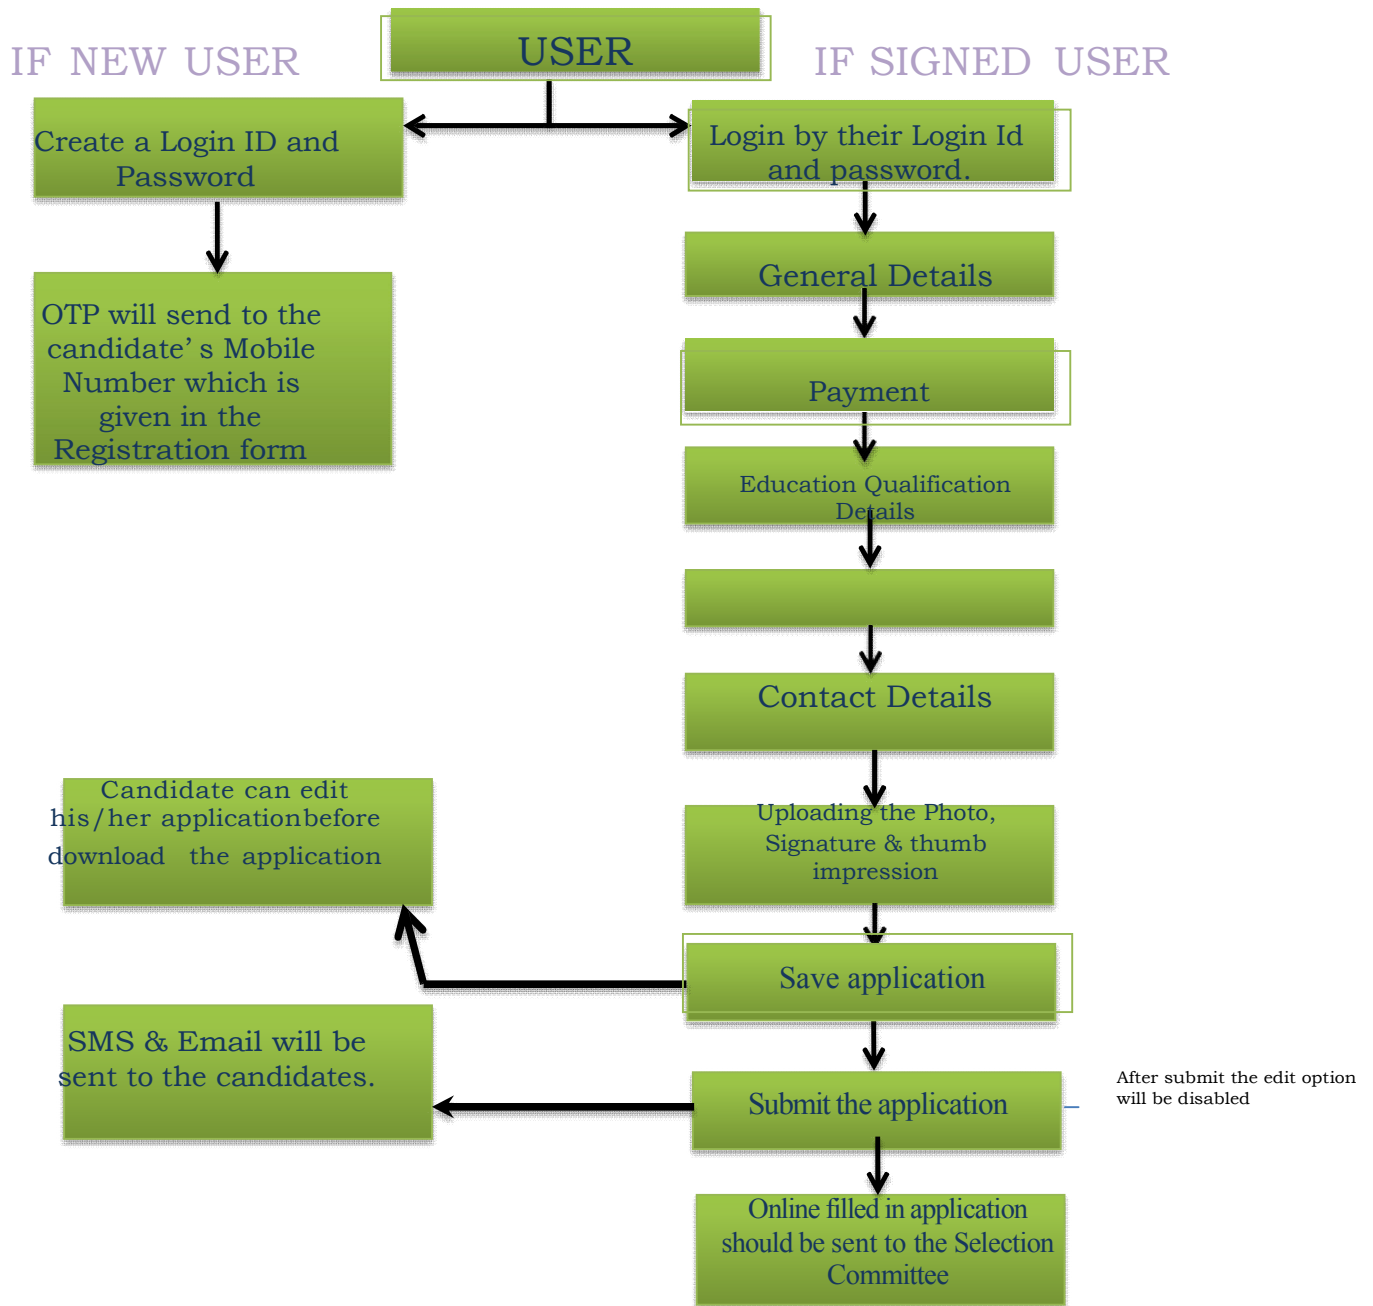 USER
IF NEW USER
IF SIGNED USER
Create a Login ID and
Password
OTP will send to the
candidate’ s Mobile
Number which is
given in the
Registration form
Login by their Login Id
and password.
General Details
Payment
Education Qualification
Details
Contact Details
Uploading the Photo,
Signature & thumb
impression
Save application
Candidate can edit
his/her applicationbefore
download the application
Submit the application
After submit the edit option
will be disabled
SMS & Email will be
sent to the candidates.
Online filled in application
should be sent to the Selection
Committee